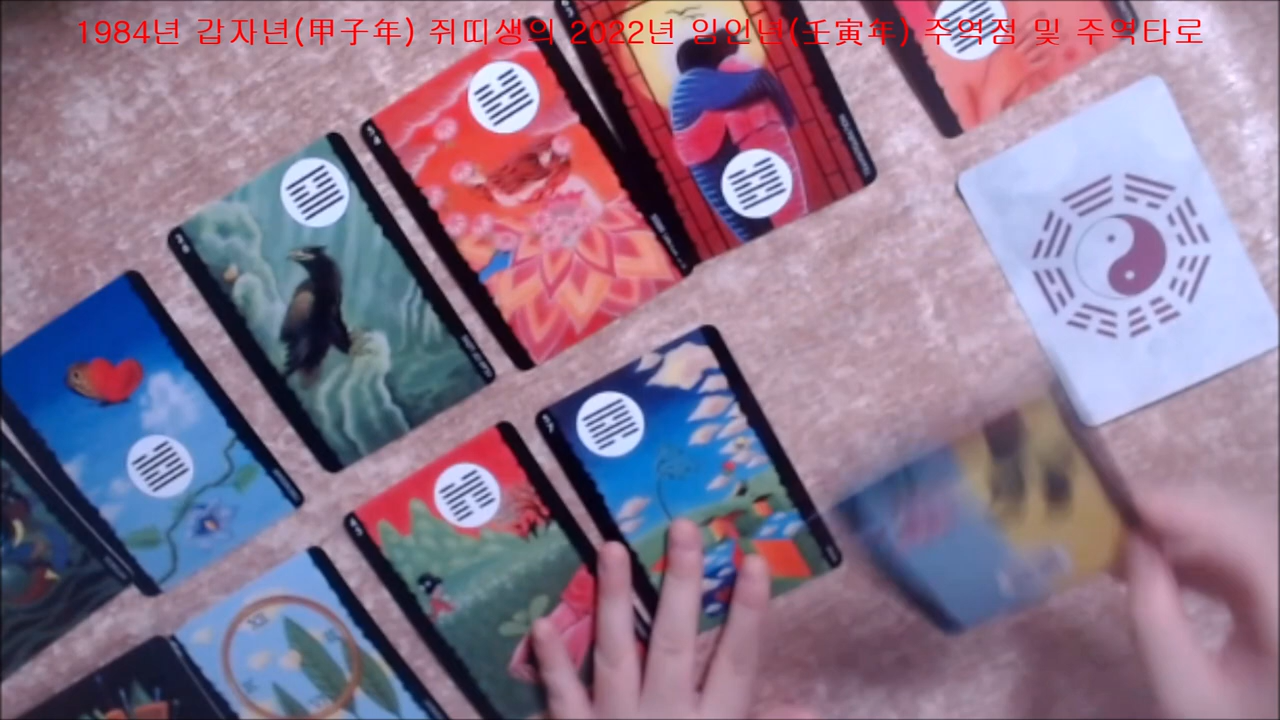 1984년 갑자년(甲子年) 쥐띠생의 2022년 임인년(壬寅年) 주역점 및 주역타로